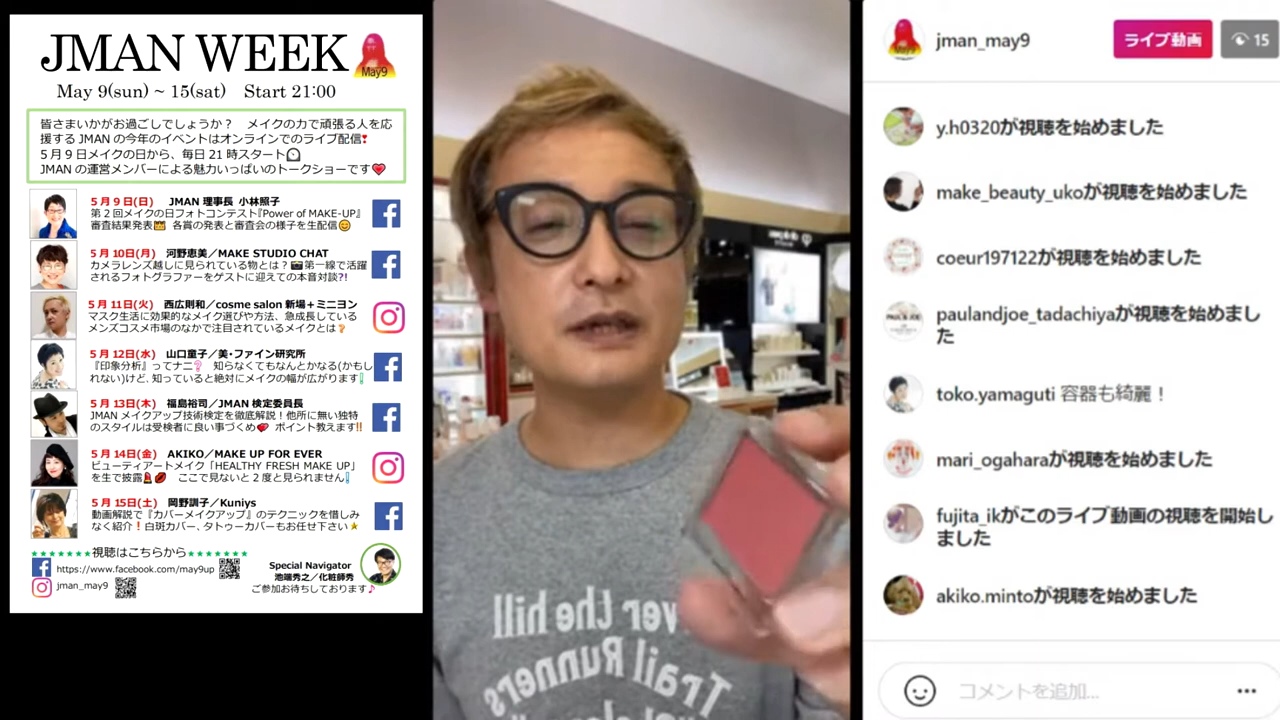 JMAN WEEK
May9
May 9(sun) ~ 15(sat) Start 21:00
皆さまいかがお過ごしでしょうか? メイクの力で頑張る人を応
援するJMANの今年のイベントはオンラインでのライブ配信❣
5月9日メイクの日から、毎日21時スタート🕘
JMANの運営メンバーによる魅力いっぱいのトークショーです❤
5月9日(日) JMAN 理事長 小林照子
第2回メイクの日フォトコンテスト『Power of MAKE-UP』
審査結果発表👑 各賞の発表と審査会の様子を生配信😊
5月10日(月) 河野恵美/MAKE STUDIO CHAT
カメラレンズ越しに見られている物とは?📷第一線で活躍
されるフォトグラファーをゲストに迎えての本音対談?!
5月11日(火) 西広則和/cosme salon 新場+ミニヨン
マスク生活に効果的なメイク選びや方法、急成長している
メンズコスメ市場のなかで注目されているメイクとは?
5月12日(水) 山口童子/美・ファイン研究所
『印象分析』ってナニ? 知らなくてもなんとかなる(かもし
れない)けど、知っていると絶対にメイクの幅が広がります!
5月13日(木) 福島裕司/JMAN 検定委員長
JMAN メイクアップ技術検定を徹底解説!他所に無い独特
のスタイルは受検者に良い事づくめ❤ ポイント教えます!!
5月14日(金) AKIKO/MAKE UP FOR EVER
ビューティアートメイク「HEALTHY FRESH MAKE UP」
を生で披露💄💋 ここで見ないと2度と見られません!
5月15日(土) 岡野訓子/Kuniys
動画解説で『カバーメイクアップ』のテクニックを惜しみ
なく紹介!白斑カバー、タトゥーカバーもお任せ下さい★
★★★★★★★視聴はこちらから★★★★★★★
https://www.facebook.com/may9up
jman_may9
Special Navigator
池端秀之/化粧師秀
ご参加お待ちしております♪
over the hill
Trail Runners
jman_may9
ライブ動画
15
y.h0320が視聴を始めました
make_beauty_ukoが視聴を始めました
coeur197122が視聴を始めました
paulandjoe_tadachiyaが視聴を始めまし
た
toko.yamaguti 容器も綺麗!
mari_ogaharaが視聴を始めました
fujita_ikがこのライブ動画の視聴を開始し
ました
akiko.mintoが視聴を始めました
コメントを追加...